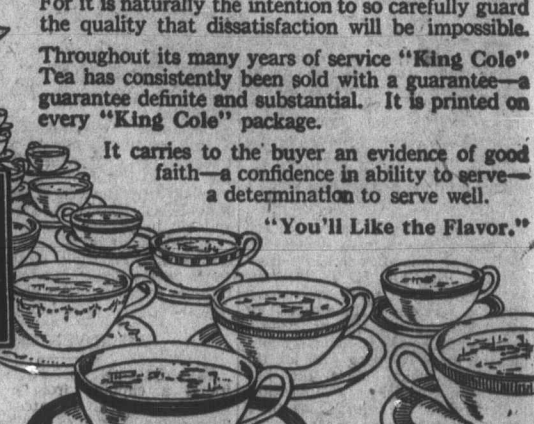 For it is naturally the intention to so carefully guard
the quality that dissatisfaction will be impossible.
Throughout its many years of service "King Cole"
Tea has consistently been sold with a guarantee—a
guarantee definite and substantial. It is printed on
every "King Cole" package.
It carries to the buyer an evidence of good
faith—a confidence in ability to serve—
a determination to serve well.
"You'll Like the Flavor."